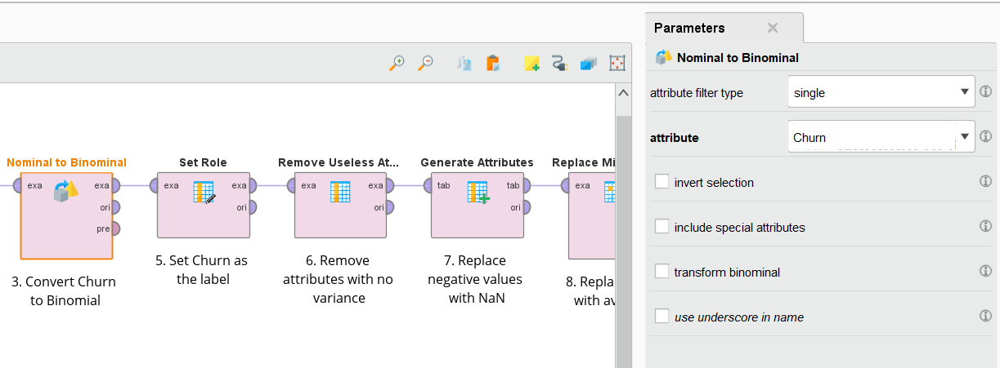 Parameters
Nominal to Binominal
attribute filter type
single
attribute
Churn
invert selection
include special attributes
transform binominal
use underscore in name
Nominal to Binominal
Set Role
Remove Useless At...
Generate Attributes
Replace Mi
exa
exa
ori
pre
exa
exa
ori
exa
exa
ori
tab
tab
ori
exa
3. Convert Churn
to Binomial
5. Set Churn as
the label
6. Remove
attributes with no
variance
7. Replace
negative values
with NaN
8. Repla
with av